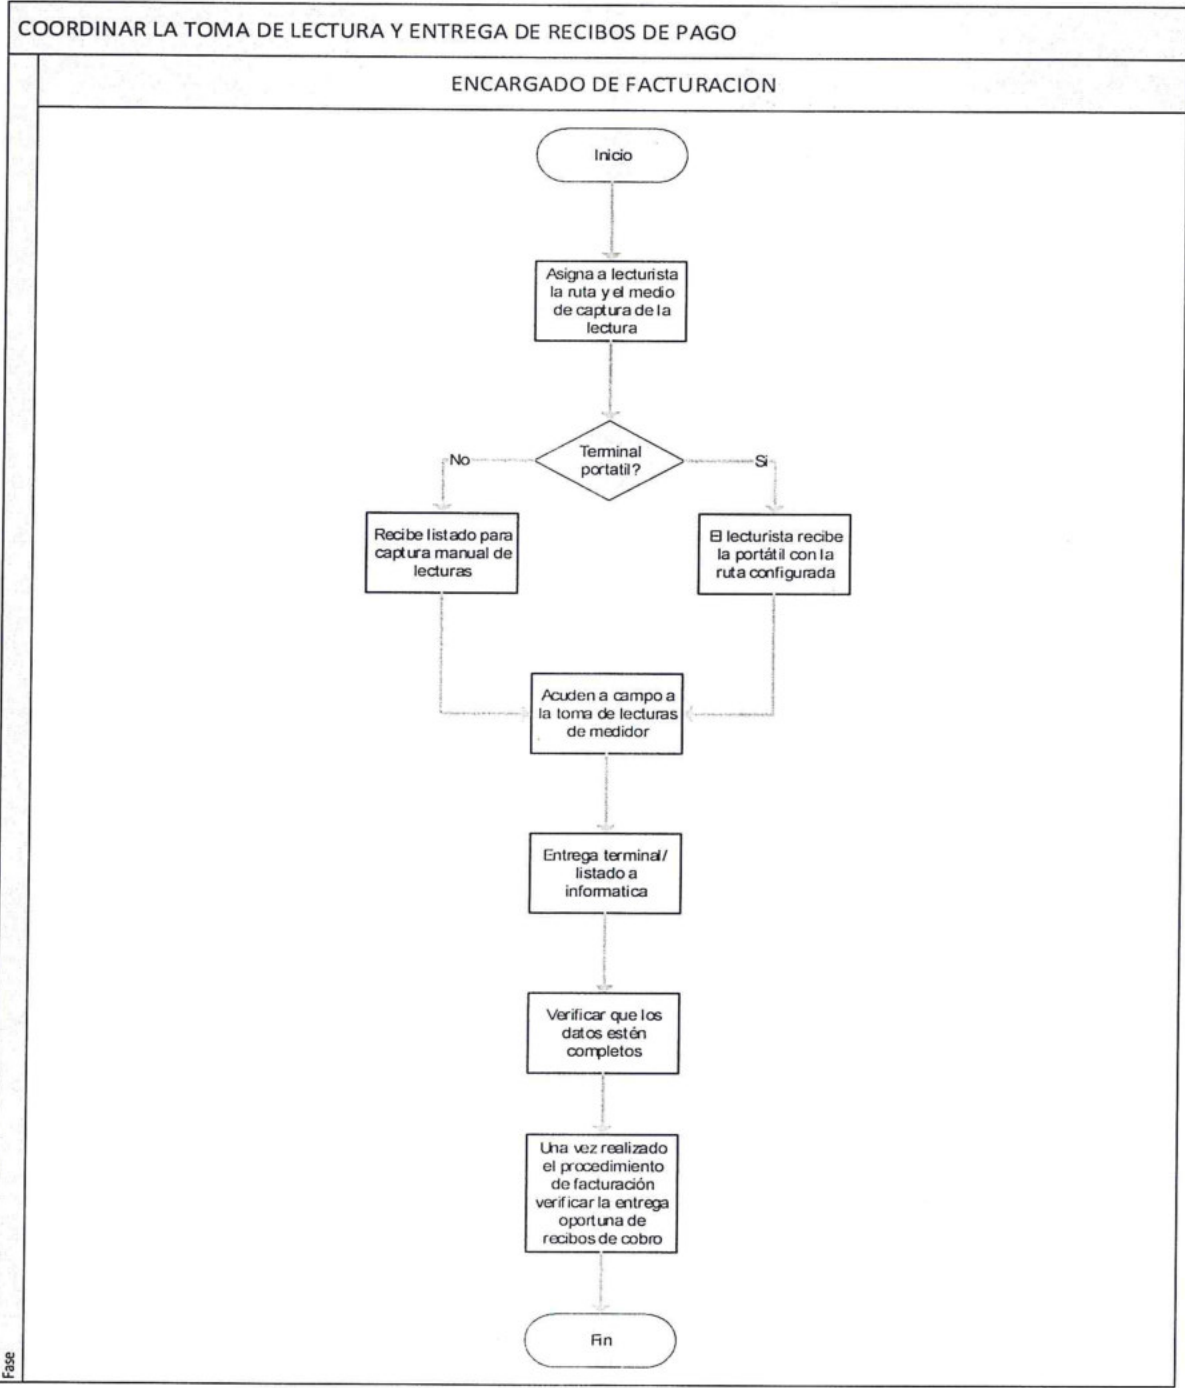 COORDINAR LA TOMA DE LECTURA Y ENTREGA DE RECIBOS DE PAGO
ENCARGADO DE FACTURACION
Inicio
Asigna a lecturista
la ruta y el medio
de captura de la
lectura
Terminal
portatil?
No
Si
Recibe listado para
captura manual de
lecturas
El lecturista recibe
la portátil con la
ruta configurada
Acuden a campo a
la toma de lecturas
de medidor
Entrega terminal/
listado a
informatica
Verificar que los
datos estén
completos
Una vez realizado
el procedimiento
de facturación
verificar la entrega
oportuna de
recibos de cobro
Fin
Fase